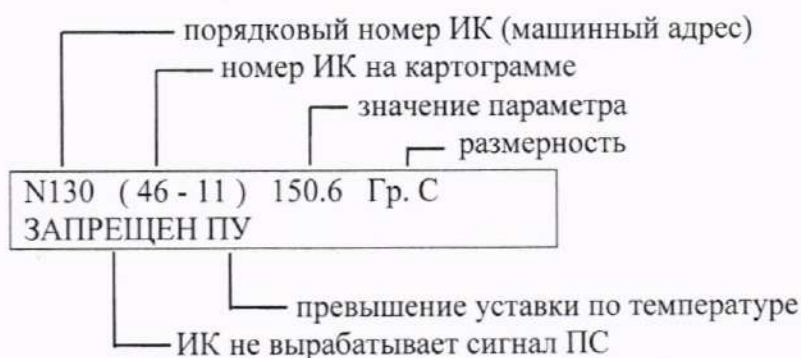 порядковый номер ИК (машинный адрес)
номер ИК на картограмме
значение параметра
размерность
N130 ( 46 - 11 ) 150.6 Гр. С
ЗАПРЕЩЕН ПУ
превышение уставки по температуре
ИК не вырабатывает сигнал ПС